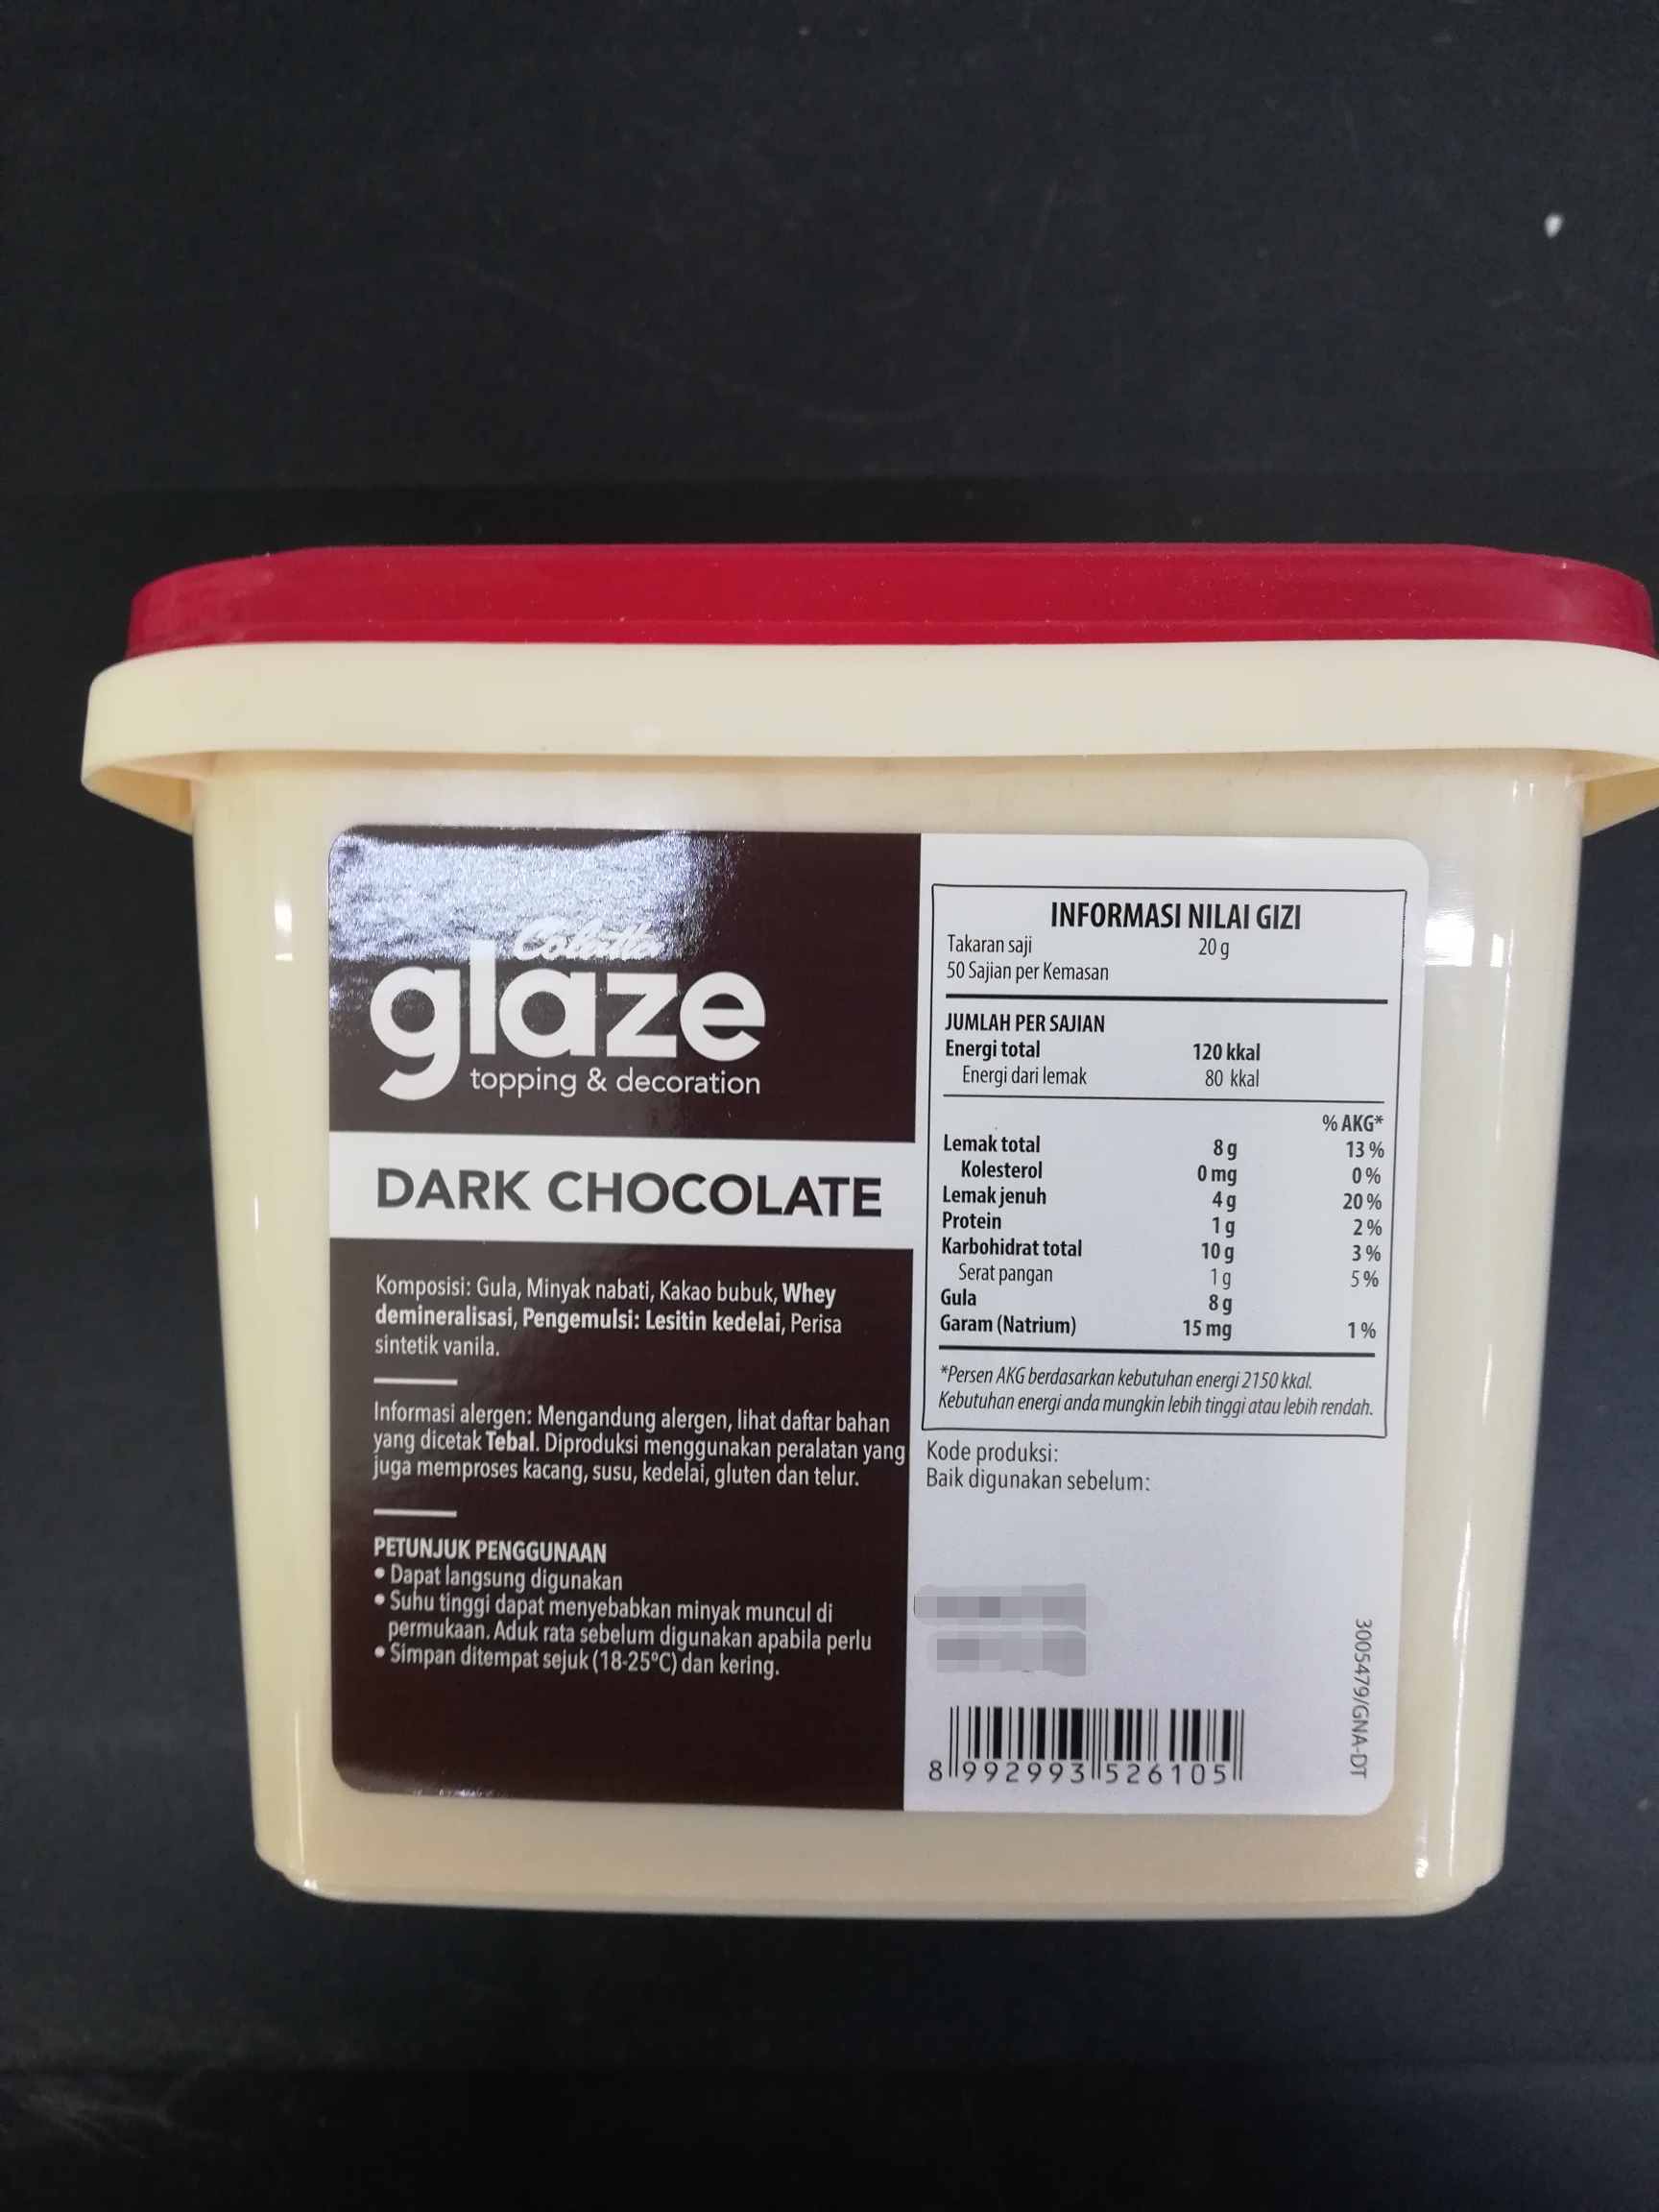 Colatta
glaze
topping & decoration
DARK CHOCOLATE
Komposisi: Gula, Minyak nabati, Kakao bubuk, Whey
demineralisasi, Pengemulsi: Lesitin kedelai, Perisa
sintetik vanila.
Informasi alergen: Mengandung alergen, lihat daftar bahan
yang dicetak Tebal. Diproduksi menggunakan peralatan yang
juga memproses kacang, susu, kedelai, gluten dan telur.
PETUNJUK PENGGUNAAN
• Dapat langsung digunakan
• Suhu tinggi dapat menyebabkan minyak muncul di
permukaan. Aduk rata sebelum digunakan apabila perlu
• Simpan ditempat sejuk (18-25°C) dan kering.
INFORMASI NILAI GIZI
Takaran saji 20 g
50 Sajian per Kemasan
JUMLAH PER SAJIAN
Energi total 120 kkal
Energi dari lemak 80 kkal
% AKG*
Lemak total 8 g 13 %
Kolesterol 0 mg 0 %
Lemak jenuh 4 g 20 %
Protein 1 g 2 %
Karbohidrat total 10 g 3 %
Serat pangan 1 g 5 %
Gula 8 g
Garam (Natrium) 15 mg 1 %
*Persen AKG berdasarkan kebutuhan energi 2150 kkal.
Kebutuhan energi anda mungkin lebih tinggi atau lebih rendah.
Kode produksi:
Baik digunakan sebelum:
8 992993 526105
3005479/GNA-DT